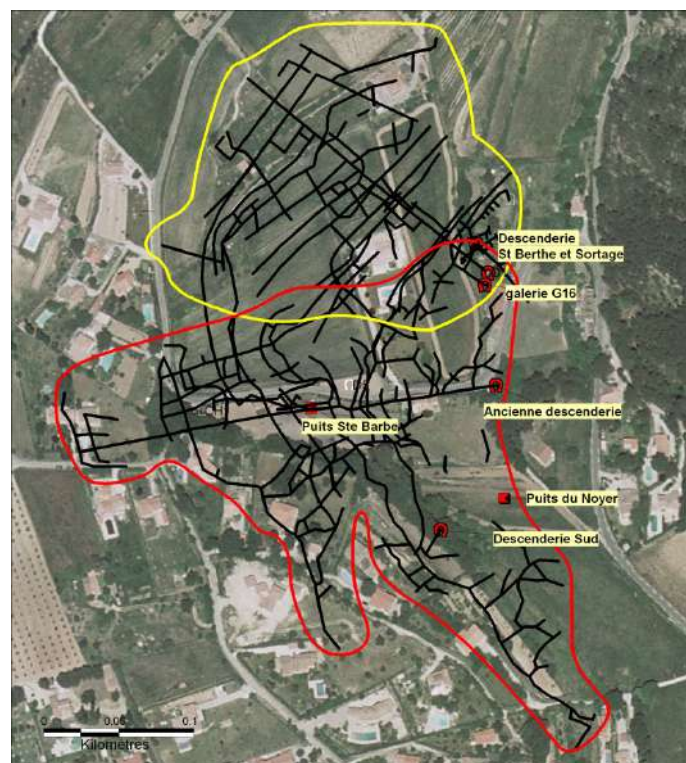 Descenderie
St Berthe et Sortage
galerie G16
Ancienne descenderie
Puits Ste Barbe
Puits du Noyer
Descenderie Sud
0 0.05 0.1
Kilomètres